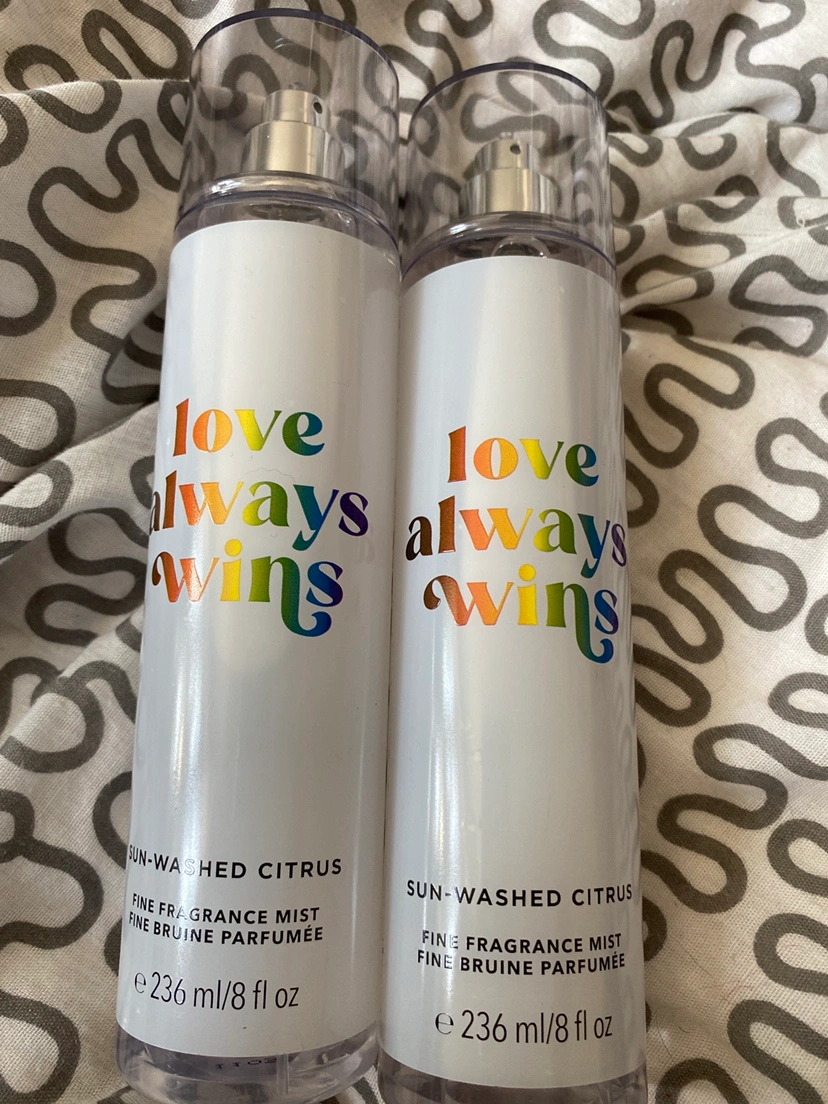 love
always
wins
SUN-WASHED CITRUS
FINE FRAGRANCE MIST
FINE BRUINE PARFUMÉE
℮ 236 ml/8 fl oz
love
always
wins
SUN-WASHED CITRUS
FINE FRAGRANCE MIST
FINE BRUINE PARFUMÉE
℮ 236 ml/8 fl oz